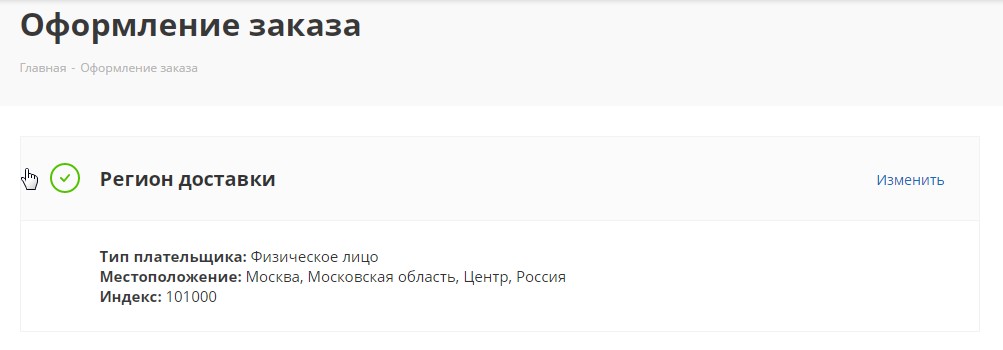 Оформление заказа
Главная - Оформление заказа
Регион доставки
Изменить
Тип плательщика: Физическое лицо
Местоположение: Москва, Московская область, Центр, Россия
Индекс: 101000